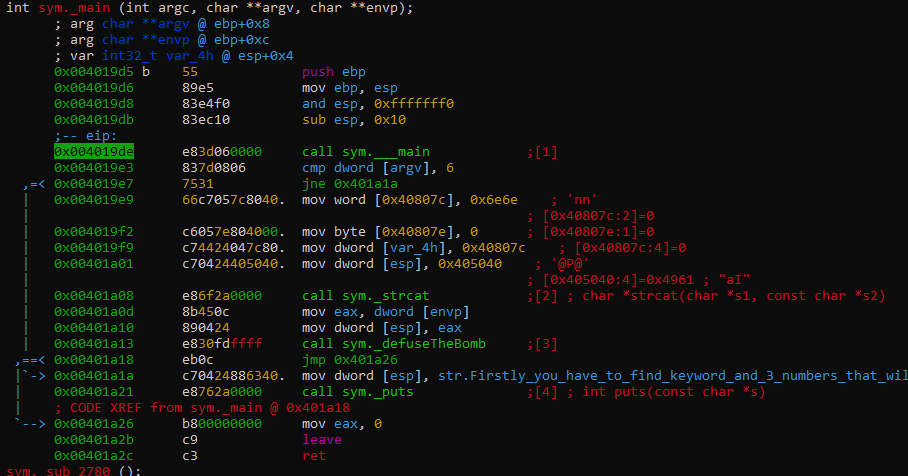 int sym._main (int argc, char **argv, char **envp);
; arg char **argv @ ebp+0x8
; arg char **envp @ ebp+0xc
; var int32_t var_4h @ esp+0x4
0x004019d5 b 55 push ebp
0x004019d6 89e5 mov ebp, esp
0x004019d8 83e4f0 and esp, 0xfffffff0
0x004019db 83ec10 sub esp, 0x10
;-- eip:
0x004019de e83d060000 call sym.___main ;[1]
0x004019e3 837d0806 cmp dword [argv], 6
,=< 0x004019e7 7531 jne 0x401a1a
| 0x004019e9 66c7057c8040. mov word [0x40807c], 0x6e6e ; 'nn'
| ; [0x40807c:2]=0
| 0x004019f2 c6057e804000. mov byte [0x40807e], 0 ; [0x40807e:1]=0
| 0x004019f9 c74424047c80. mov dword [var_4h], 0x40807c ; [0x40807c:4]=0
| 0x00401a01 c70424405040. mov dword [esp], 0x405040 ; '@P@'
| ; [0x405040:4]=0x4961 ; "aI"
| 0x00401a08 e86f2a0000 call sym._strcat ;[2] ; char *strcat(char *s1, const char *s2)
| 0x00401a0d 8b450c mov eax, dword [envp]
| 0x00401a10 890424 mov dword [esp], eax
| 0x00401a13 e830fdffff call sym._defuseTheBomb ;[3]
,==< 0x00401a18 eb0c jmp 0x401a26
|`-> 0x00401a1a c70424886340. mov dword [esp], str.Firstly_you_have_to_find_keyword_and_3_numbers_that_wil
| 0x00401a21 e8762a0000 call sym._puts ;[4] ; int puts(const char *s)
| ; CODE XREF from sym._main @ 0x401a18
`--> 0x00401a26 b800000000 mov eax, 0
0x00401a2b c9 leave
0x00401a2c c3 ret
sym._sub_2780 ();